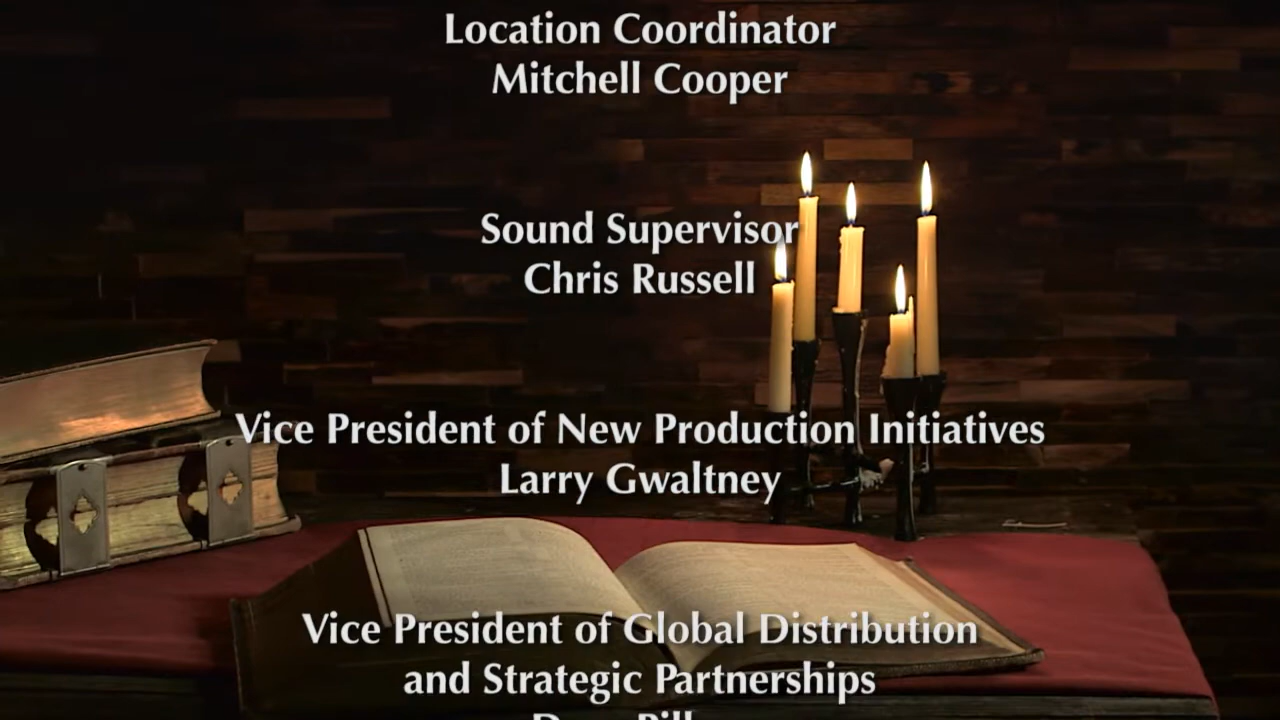 Location Coordinator
Mitchell Cooper
Sound Supervisor
Chris Russell
Vice President of New Production Initiatives
Larry Gwaltney
Vice President of Global Distribution
and Strategic Partnerships